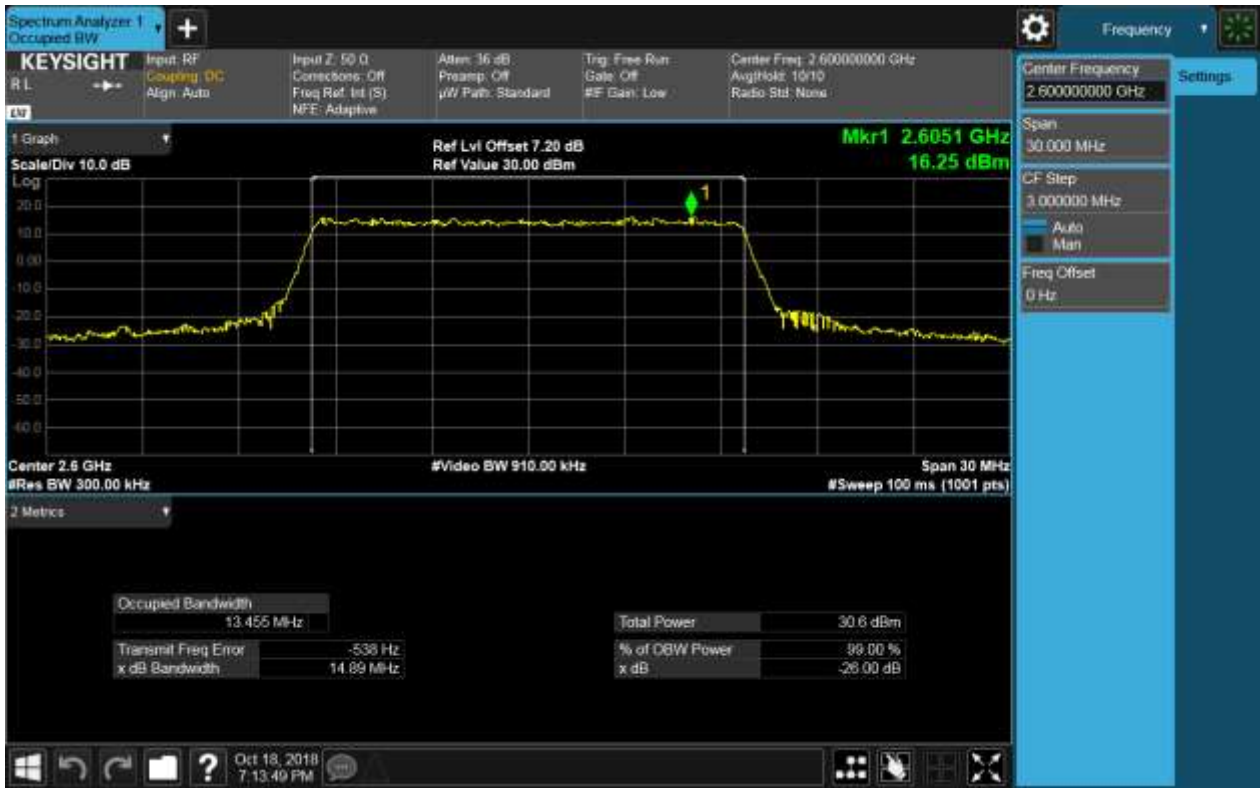 Spectrum Analyzer 1
Occupied BW
+
Frequency
KEYSIGHT
Input: RF
Input Z: 50 Ω
Atten: 36 dB
Trig: Free Run
Center Freq: 2.600000000 GHz
R L
Coupling: DC
Corrections: Off
Preamp: Off
Gate: Off
Avg|Hold: 10/10
Align: Auto
Freq Ref: Int (S)
µW Path: Standard
#IF Gain: Low
Radio Std: None
NFE: Adaptive
Center Frequency
2.600000000 GHz
Settings
Span
30.000 MHz
CF Step
3.000000 MHz
Auto
Man
Freq Offset
0 Hz
1 Graph
Scale/Div 10.0 dB
Ref Lvl Offset 7.20 dB
Ref Value 30.00 dBm
Mkr1 2.6051 GHz
16.25 dBm
Log
20.0
10.0
0.00
-10.0
-20.0
-30.0
-40.0
-50.0
-60.0
1
Center 2.6 GHz
#Video BW 910.00 kHz
Span 30 MHz
#Res BW 300.00 kHz
#Sweep 100 ms (1001 pts)
2 Metrics
Occupied Bandwidth
13.455 MHz
Total Power 30.6 dBm
Transmit Freq Error -538 Hz
% of OBW Power 99.00 %
x dB Bandwidth 14.89 MHz
x dB -26.00 dB
?
Oct 18, 2018
7:13:49 PM